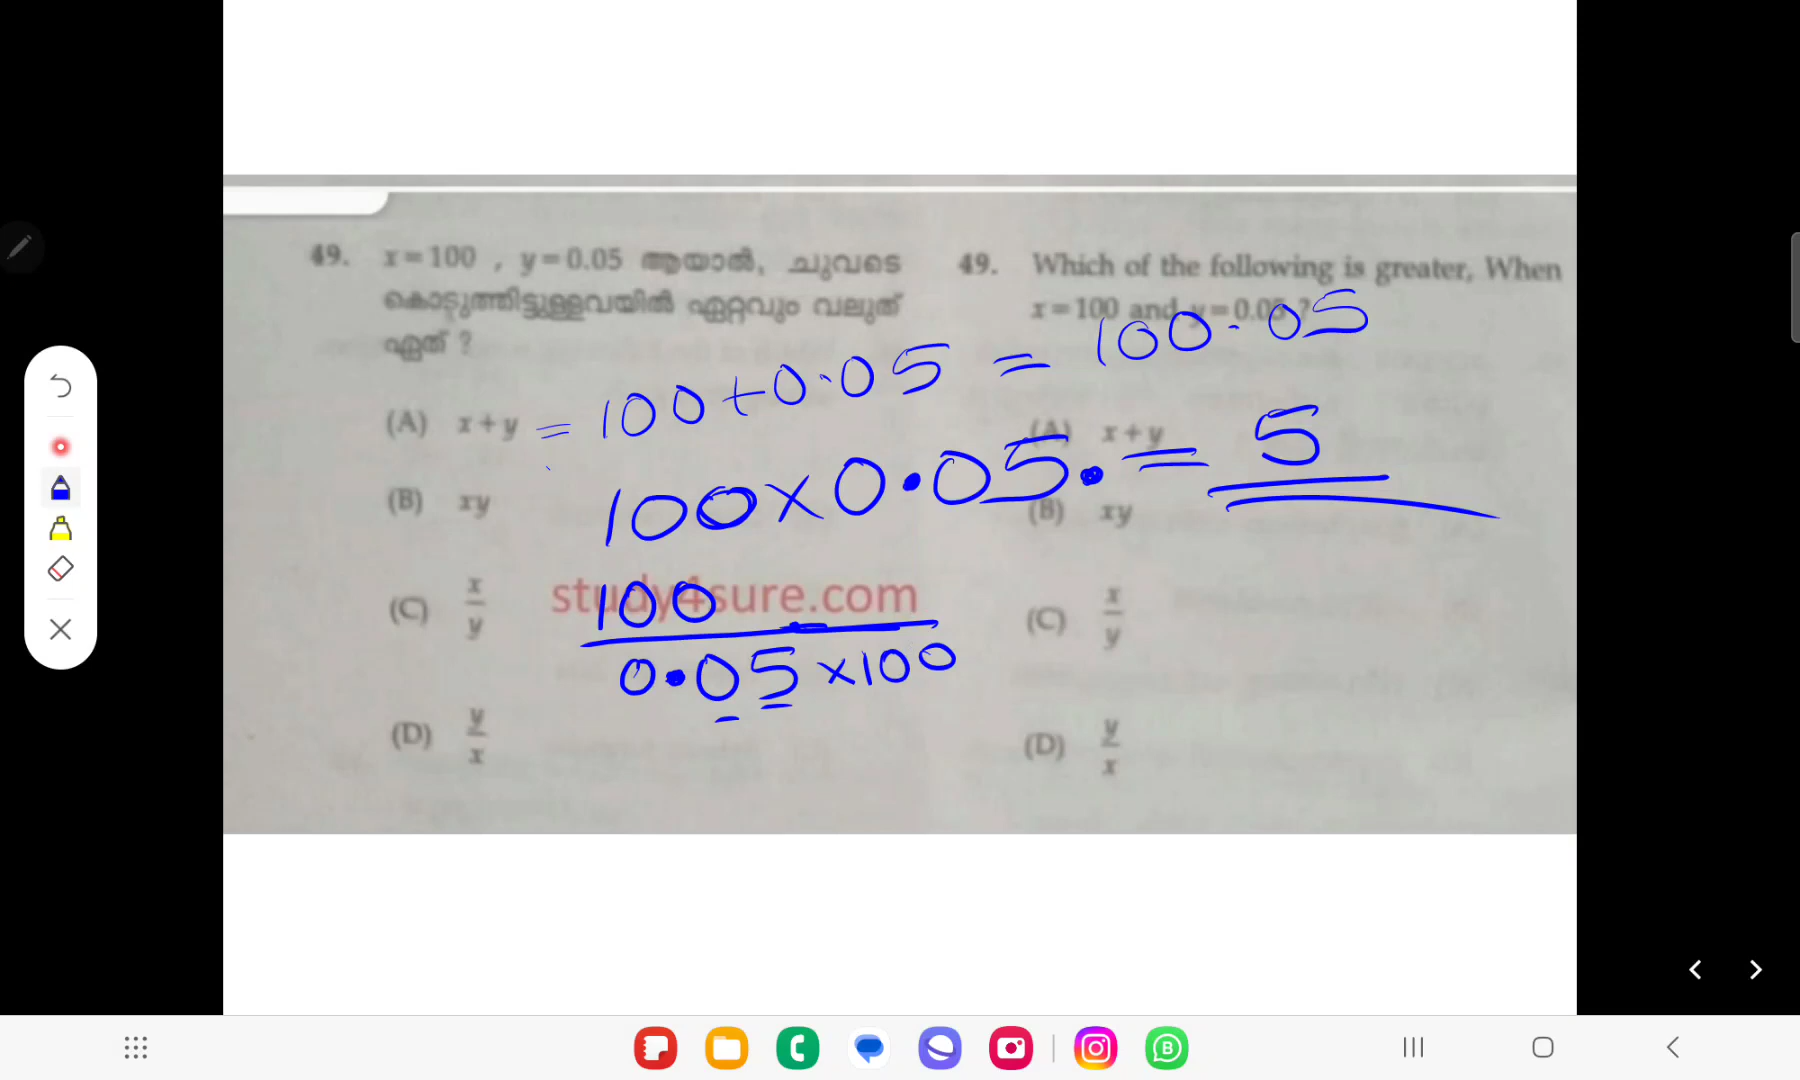 49. x = 100 , y = 0.05 ആയാൽ, ചുവടെ
കൊടുത്തിട്ടുള്ളവയിൽ ഏറ്റവും വലുത്
ഏത് ?
(A) x + y
= 100 + 0.05 = 100.05
(B) xy
100 x 0.05. = 5
(C) x/y
study4sure.com
100
0.05 x 100
(D) y/x
49. Which of the following is greater, When
x = 100 and y = 0.05 ?
(A) x + y
(B) xy
(C) x/y
(D) y/x